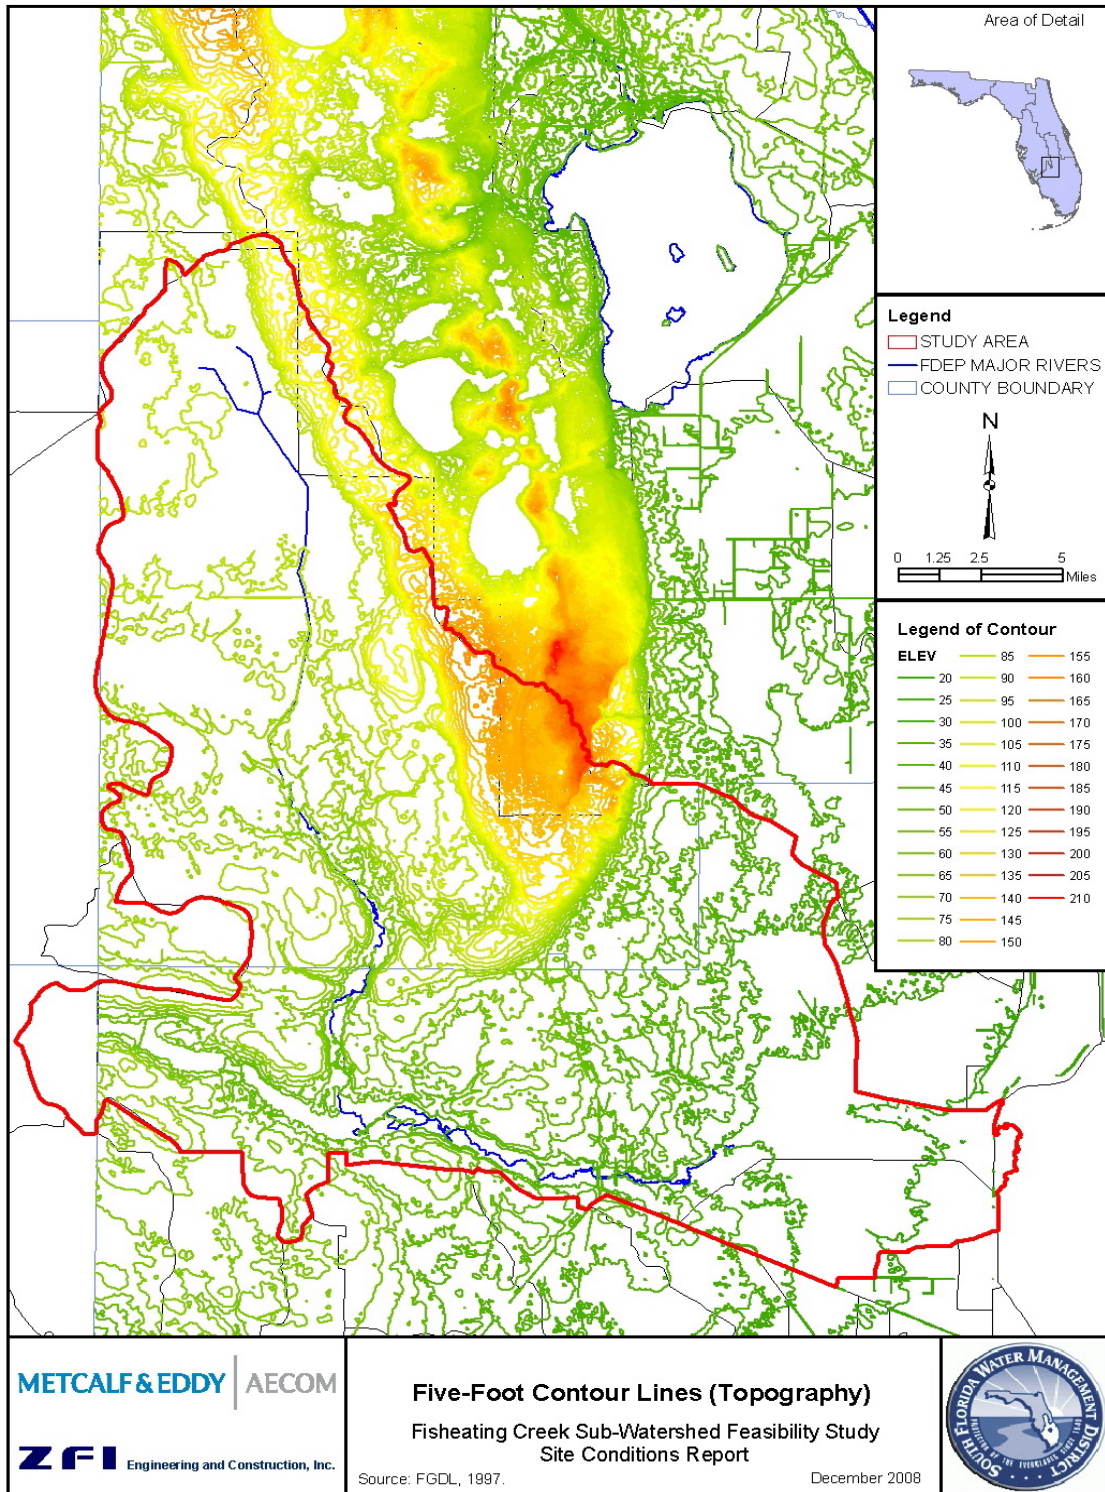 Area of Detail
Legend
STUDY AREA
FDEP MAJOR RIVERS
COUNTY BOUNDARY
N
0 1.25 2.5 5
Miles
Legend of Contour
ELEV 85 155
20 90 160
25 95 165
30 100 170
35 105 175
40 110 180
45 115 185
50 120 190
55 125 195
60 130 200
65 135 205
70 140 210
75 145
80 150
METCALF & EDDY | AECOM
ZFI Engineering and Construction, Inc.
Five-Foot Contour Lines (Topography)
Fisheating Creek Sub-Watershed Feasibility Study
Site Conditions Report
Source: FGDL, 1997.
December 2008
SOUTH FLORIDA WATER MANAGEMENT DISTRICT